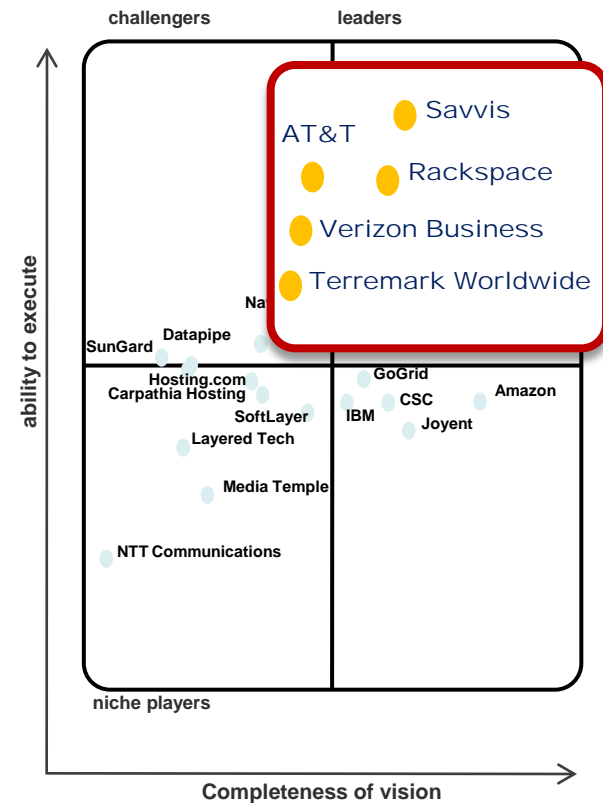 challengers
leaders
Savvis
AT&T
Rackspace
Verizon Business
Terremark Worldwide
Datapipe
SunGard
Hosting.com
GoGrid
Carpathia Hosting
Amazon
SoftLayer
IBM
CSC
Joyent
Layered Tech
Media Temple
NTT Communications
niche players
ability to execute
Completeness of vision